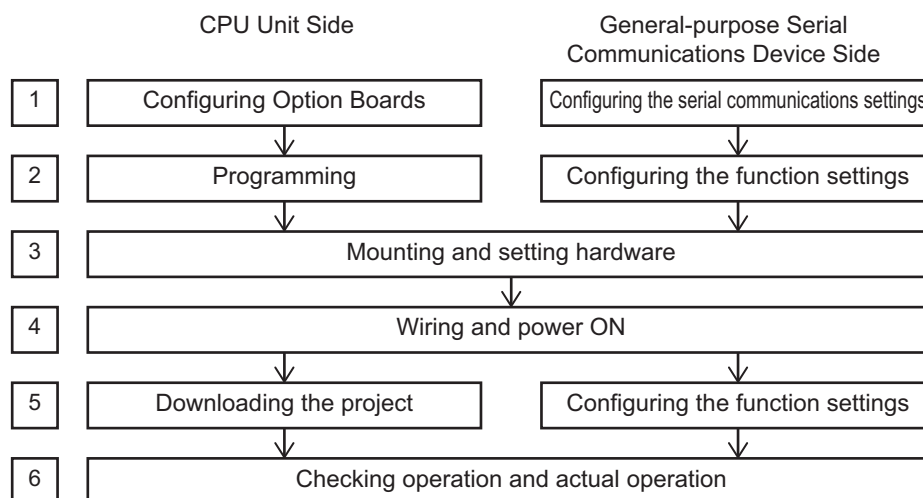 CPU Unit Side
General-purpose Serial
Communications Device Side
1
Configuring Option Boards
Configuring the serial communications settings
2
Programming
Configuring the function settings
3
Mounting and setting hardware
4
Wiring and power ON
5
Downloading the project
Configuring the function settings
6
Checking operation and actual operation